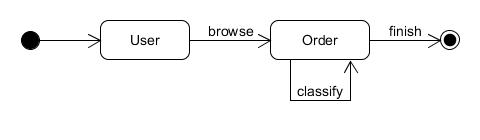 User
browse
Order
finish
classify